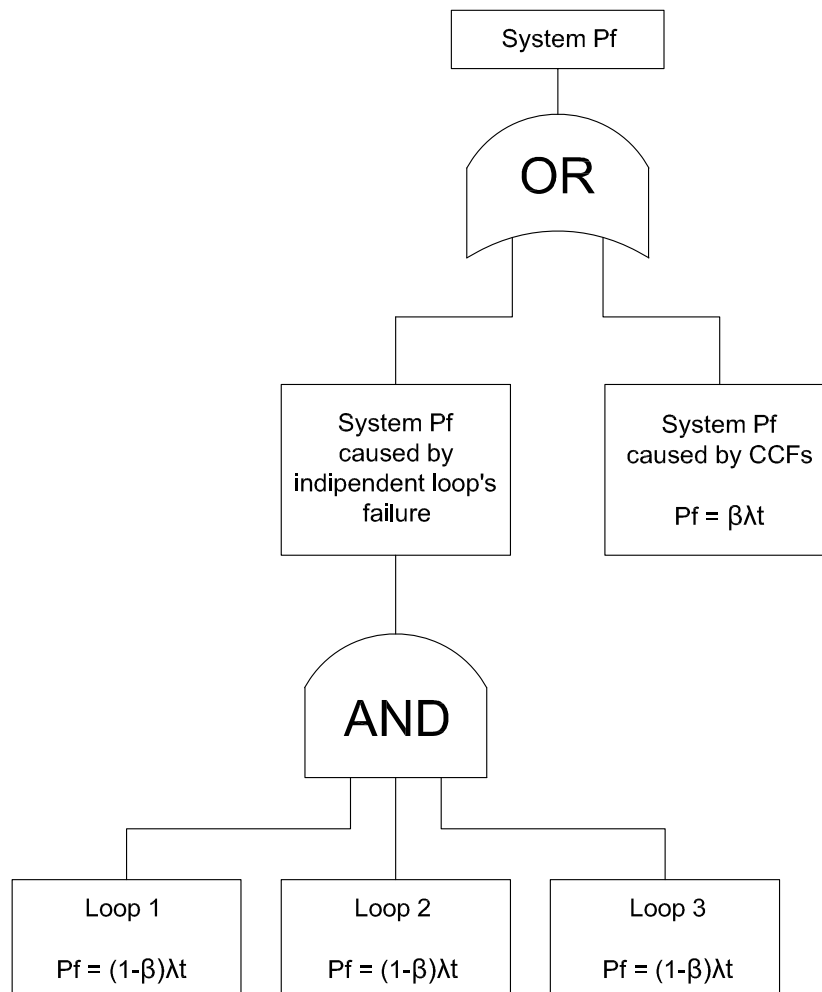 System Pf
OR
System Pf
caused by
indipendent loop's
failure
System Pf
caused by CCFs
Pf = βλt
AND
Loop 1
Pf = (1-β)λt
Loop 2
Pf = (1-β)λt
Loop 3
Pf = (1-β)λt